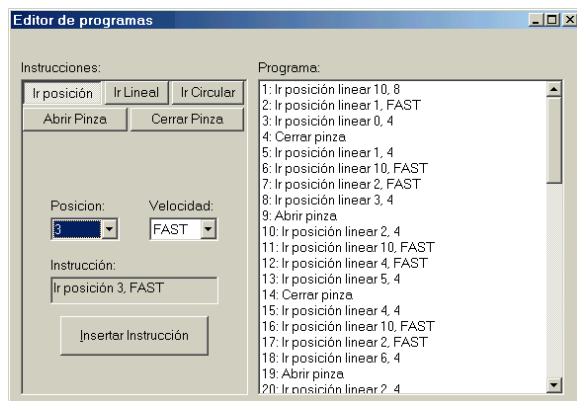 Editor de programas
Instrucciones:
Ir posición
Ir Lineal
Ir Circular
Abrir Pinza
Cerrar Pinza
Posicion:
Velocidad:
3
FAST
Instrucción:
Ir posición 3, FAST
Insertar Instrucción
Programa:
1: Ir posición linear 10, 8
2: Ir posición linear 1, FAST
3: Ir posición linear 0, 4
4: Cerrar pinza
5: Ir posición linear 1, 4
6: Ir posición linear 10, FAST
7: Ir posición linear 2, FAST
8: Ir posición linear 3, 4
9: Abrir pinza
10: Ir posición linear 2, 4
11: Ir posición linear 10, FAST
12: Ir posición linear 4, FAST
13: Ir posición linear 5, 4
14: Cerrar pinza
15: Ir posición linear 4, 4
16: Ir posición linear 10, FAST
17: Ir posición linear 2, FAST
18: Ir posición linear 6, 4
19: Abrir pinza
20: Ir posición linear 2, 4